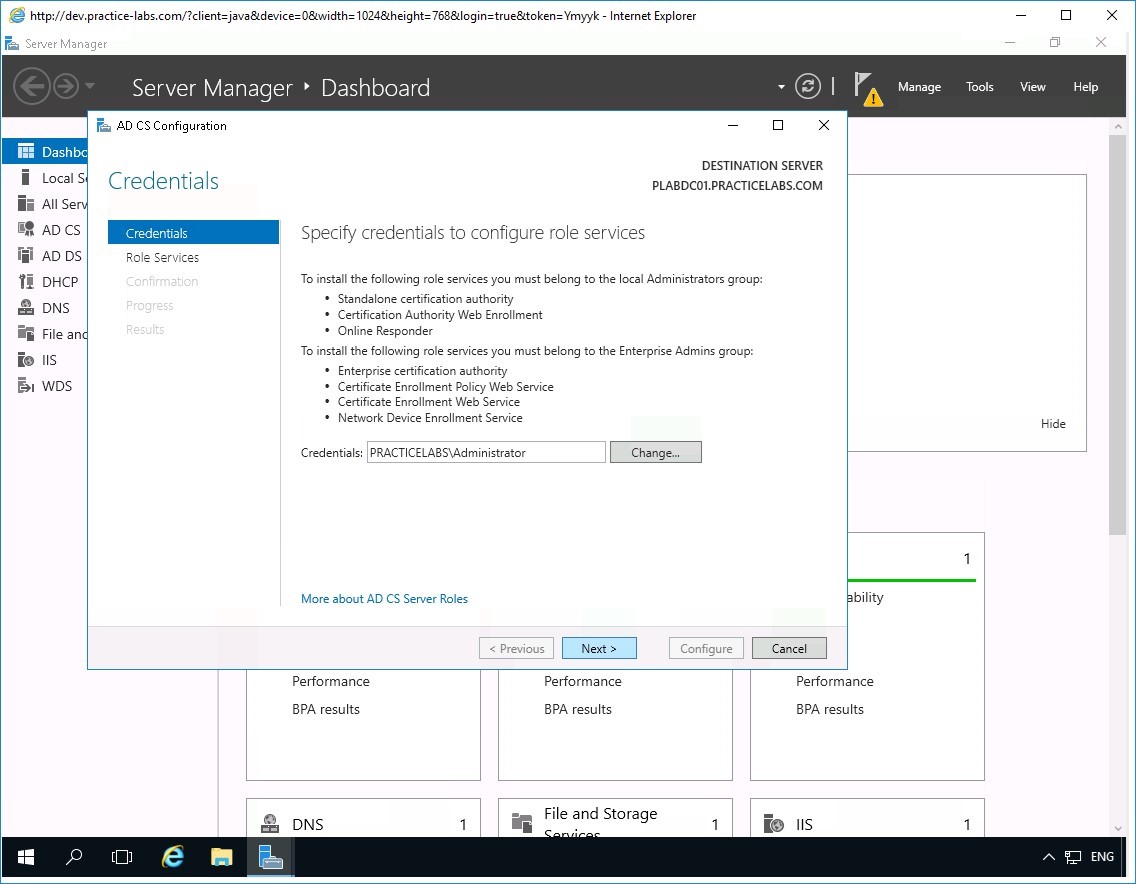 http://dev.practice-labs.com/?client=java&device=0&width=1024&height=768&login=true&token=Ymyyk - Internet Explorer
Server Manager
Server Manager ‣ Dashboard
Manage Tools View Help
AD CS Configuration
DESTINATION SERVER
PLABDC01.PRACTICELABS.COM
Credentials
Dashbo
Local Se
All Serv
AD CS
AD DS
DHCP
DNS
File and
IIS
WDS
Credentials
Role Services
Confirmation
Progress
Results
Specify credentials to configure role services
To install the following role services you must belong to the local Administrators group:
• Standalone certification authority
• Certification Authority Web Enrollment
• Online Responder
To install the following role services you must belong to the Enterprise Admins group:
• Enterprise certification authority
• Certificate Enrollment Policy Web Service
• Certificate Enrollment Web Service
• Network Device Enrollment Service
Credentials: PRACTICELABS\Administrator Change...
More about AD CS Server Roles
< Previous Next > Configure Cancel
Hide
1
ability
Performance Performance Performance
BPA results BPA results BPA results
DNS 1
File and Storage
Services 1
IIS 1
ENG